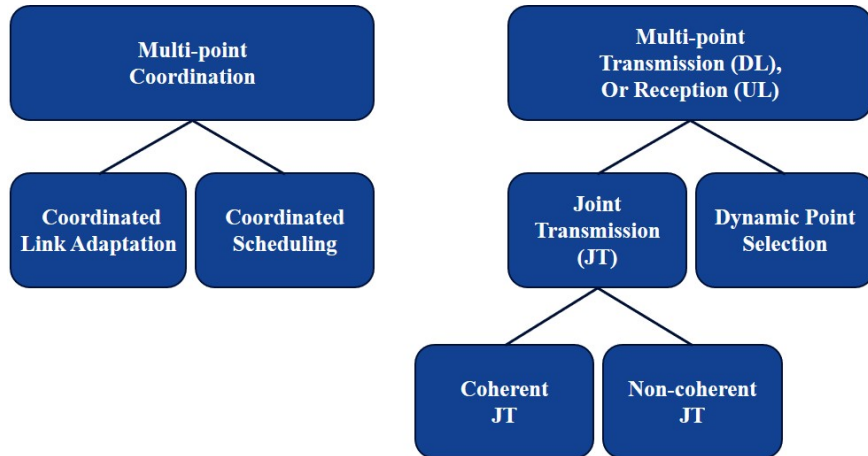 Multi-point
Coordination
Multi-point
Transmission (DL),
Or Reception (UL)
Coordinated
Link Adaptation
Coordinated
Scheduling
Joint
Transmission
(JT)
Dynamic Point
Selection
Coherent
JT
Non-coherent
JT